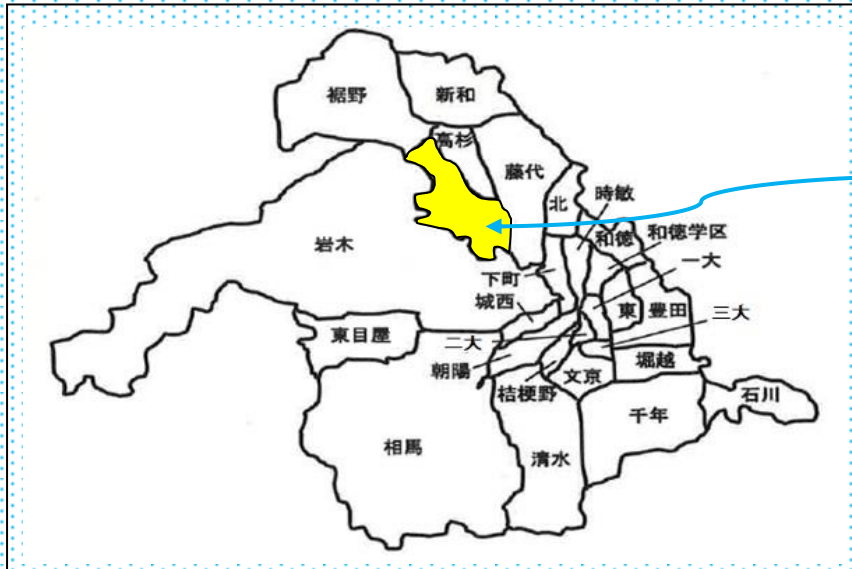 裾野
新和
高杉
藤代
北
時敏
和徳
和徳学区
一大
岩木
下町
城西
東
豊田
三大
東目屋
二大
朝陽
堀越
桔梗野
文京
石川
千年
相馬
清水